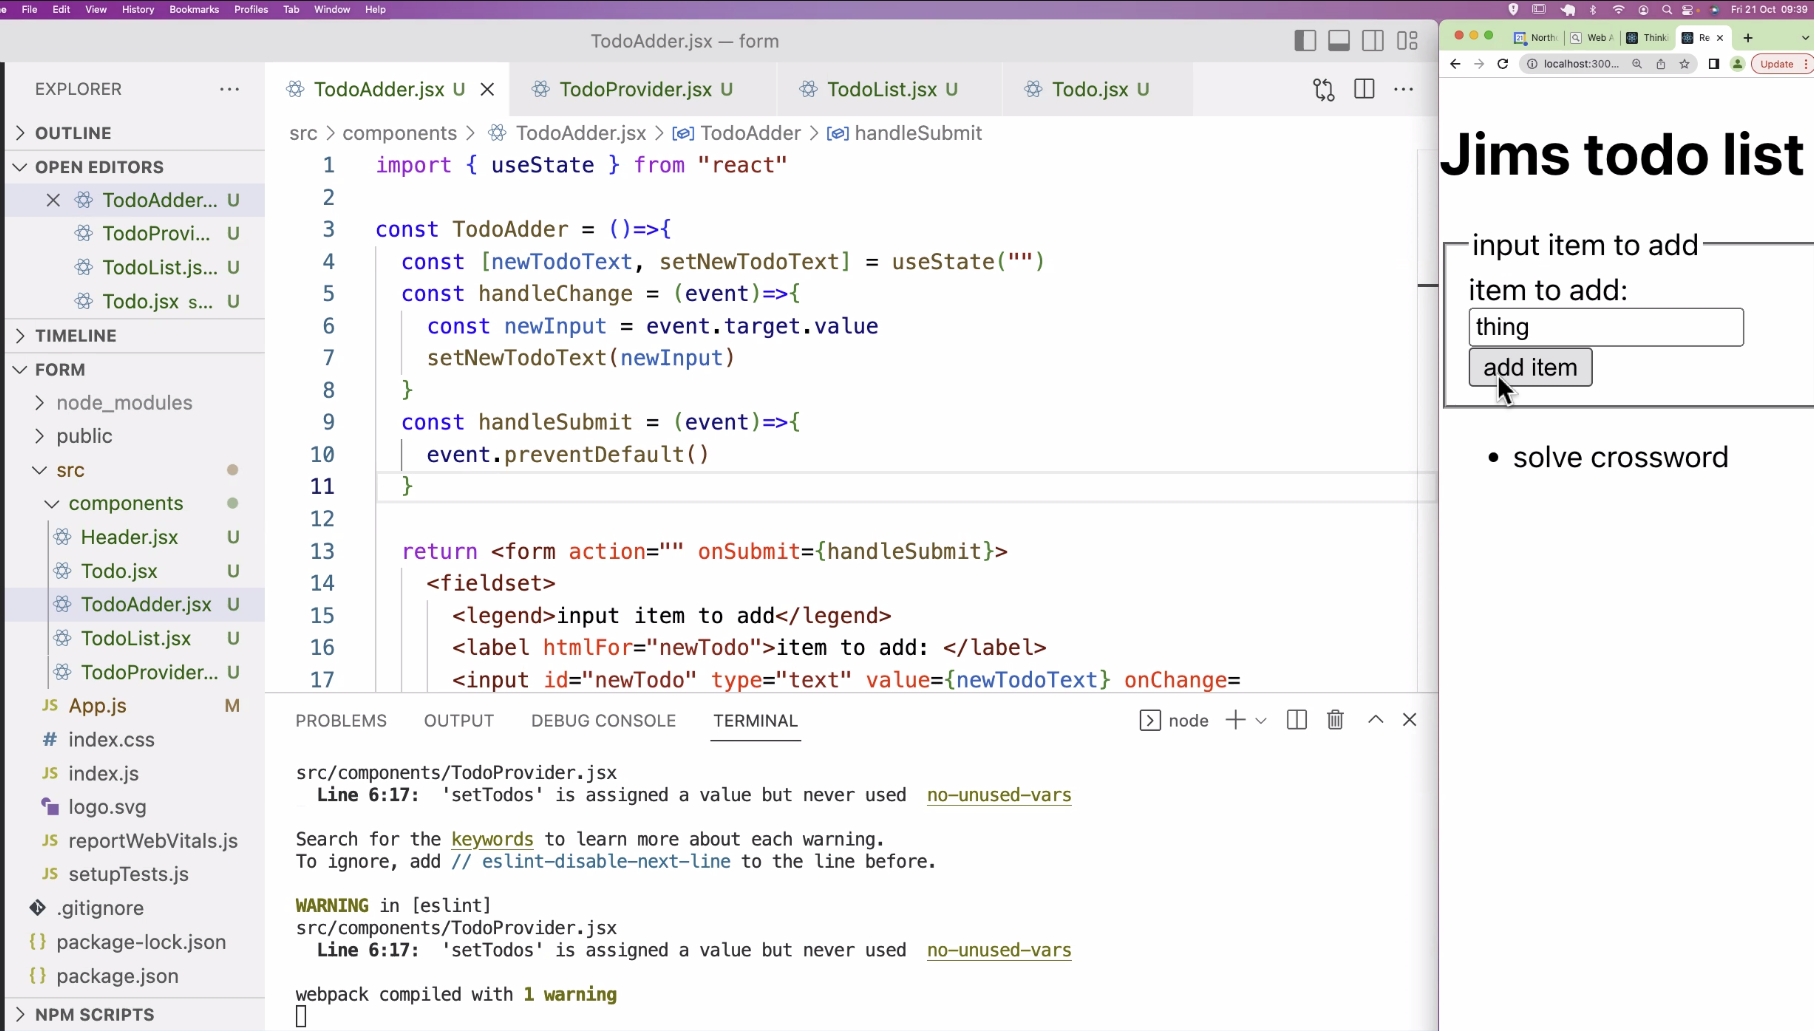 File Edit View History Bookmarks Profiles Tab Window Help
Fri 21 Oct 09:39
TodoAdder.jsx — form
EXPLORER
OUTLINE
OPEN EDITORS
TodoAdder... U
TodoProvi... U
TodoList.js... U
Todo.jsx s... U
TIMELINE
FORM
node_modules
public
src
components
Header.jsx U
Todo.jsx U
TodoAdder.jsx U
TodoList.jsx U
TodoProvider... U
JS App.js M
# index.css
JS index.js
logo.svg
JS reportWebVitals.js
JS setupTests.js
.gitignore
{} package-lock.json
{} package.json
NPM SCRIPTS
TodoAdder.jsx U
TodoProvider.jsx U
TodoList.jsx U
Todo.jsx U
src > components > TodoAdder.jsx > TodoAdder > handleSubmit
1 import { useState } from "react"
2
3 const TodoAdder = ()=>{
4 const [newTodoText, setNewTodoText] = useState("")
5 const handleChange = (event)=>{
6 const newInput = event.target.value
7 setNewTodoText(newInput)
8 }
9 const handleSubmit = (event)=>{
10 event.preventDefault()
11 }
12
13 return <form action="" onSubmit={handleSubmit}>
14 <fieldset>
15 <legend>input item to add</legend>
16 <label htmlFor="newTodo">item to add: </label>
17 <input id="newTodo" type="text" value={newTodoText} onChange=
PROBLEMS OUTPUT DEBUG CONSOLE TERMINAL
node
src/components/TodoProvider.jsx
Line 6:17: 'setTodos' is assigned a value but never used no-unused-vars
Search for the keywords to learn more about each warning.
To ignore, add // eslint-disable-next-line to the line before.
WARNING in [eslint]
src/components/TodoProvider.jsx
Line 6:17: 'setTodos' is assigned a value but never used no-unused-vars
webpack compiled with 1 warning
North Web A Think Re
localhost:300...
Update
Jims todo list
input item to add
item to add:
thing
add item
• solve crossword